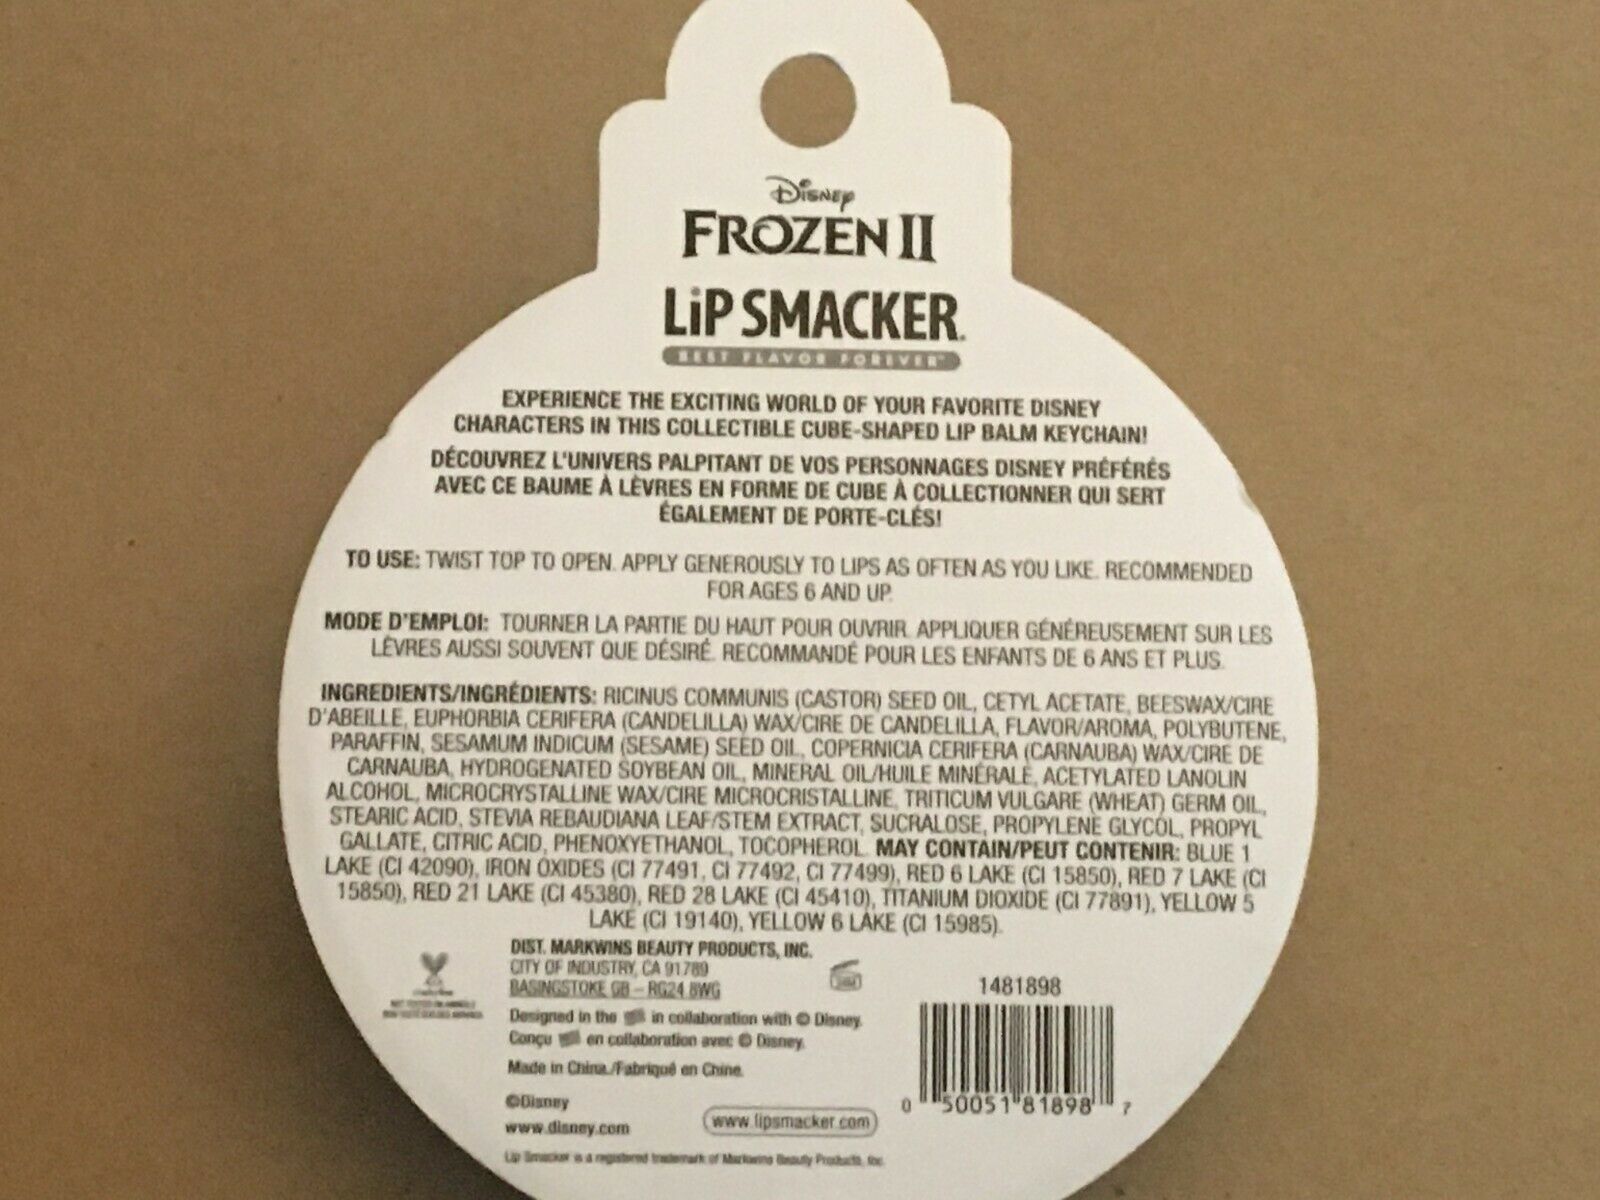 Disney
FROZEN II
LiP SMACKER.
BEST FLAVOR FOREVER™
EXPERIENCE THE EXCITING WORLD OF YOUR FAVORITE DISNEY
CHARACTERS IN THIS COLLECTIBLE CUBE-SHAPED LIP BALM KEYCHAIN!
DÉCOUVREZ L'UNIVERS PALPITANT DE VOS PERSONNAGES DISNEY PRÉFÉRÉS
AVEC CE BAUME À LÈVRES EN FORME DE CUBE À COLLECTIONNER QUI SERT
ÉGALEMENT DE PORTE-CLÉS!
TO USE: TWIST TOP TO OPEN. APPLY GENEROUSLY TO LIPS AS OFTEN AS YOU LIKE. RECOMMENDED
FOR AGES 6 AND UP.
MODE D'EMPLOI: TOURNER LA PARTIE DU HAUT POUR OUVRIR. APPLIQUER GÉNÉREUSEMENT SUR LES
LÈVRES AUSSI SOUVENT QUE DÉSIRÉ. RECOMMANDÉ POUR LES ENFANTS DE 6 ANS ET PLUS.
INGREDIENTS/INGRÉDIENTS: RICINUS COMMUNIS (CASTOR) SEED OIL, CETYL ACETATE, BEESWAX/CIRE
D'ABEILLE, EUPHORBIA CERIFERA (CANDELILLA) WAX/CIRE DE CANDELILLA, FLAVOR/AROMA, POLYBUTENE,
PARAFFIN, SESAMUM INDICUM (SESAME) SEED OIL, COPERNICIA CERIFERA (CARNAUBA) WAX/CIRE DE
CARNAUBA, HYDROGENATED SOYBEAN OIL, MINERAL OIL/HUILE MINÉRALE, ACETYLATED LANOLIN
ALCOHOL, MICROCRYSTALLINE WAX/CIRE MICROCRISTALLINE, TRITICUM VULGARE (WHEAT) GERM OIL,
STEARIC ACID, STEVIA REBAUDIANA LEAF/STEM EXTRACT, SUCRALOSE, PROPYLENE GLYCOL, PROPYL
GALLATE, CITRIC ACID, PHENOXYETHANOL, TOCOPHEROL. MAY CONTAIN/PEUT CONTENIR: BLUE 1
LAKE (CI 42090), IRON OXIDES (CI 77491, CI 77492, CI 77499), RED 6 LAKE (CI 15850), RED 7 LAKE (CI
15850), RED 21 LAKE (CI 45380), RED 28 LAKE (CI 45410), TITANIUM DIOXIDE (CI 77891), YELLOW 5
LAKE (CI 19140), YELLOW 6 LAKE (CI 15985).
DIST. MARKWINS BEAUTY PRODUCTS, INC.
CITY OF INDUSTRY, CA 91789
BASINGSTOKE GB – RG24 8WG
Designed in the in collaboration with © Disney.
Conçu en collaboration avec © Disney.
Made in China./Fabriqué en Chine.
©Disney
www.disney.com
www.lipsmacker.com
Lip Smacker is a registered trademark of Markwins Beauty Products, Inc.
1481898
0 50051 81898 7